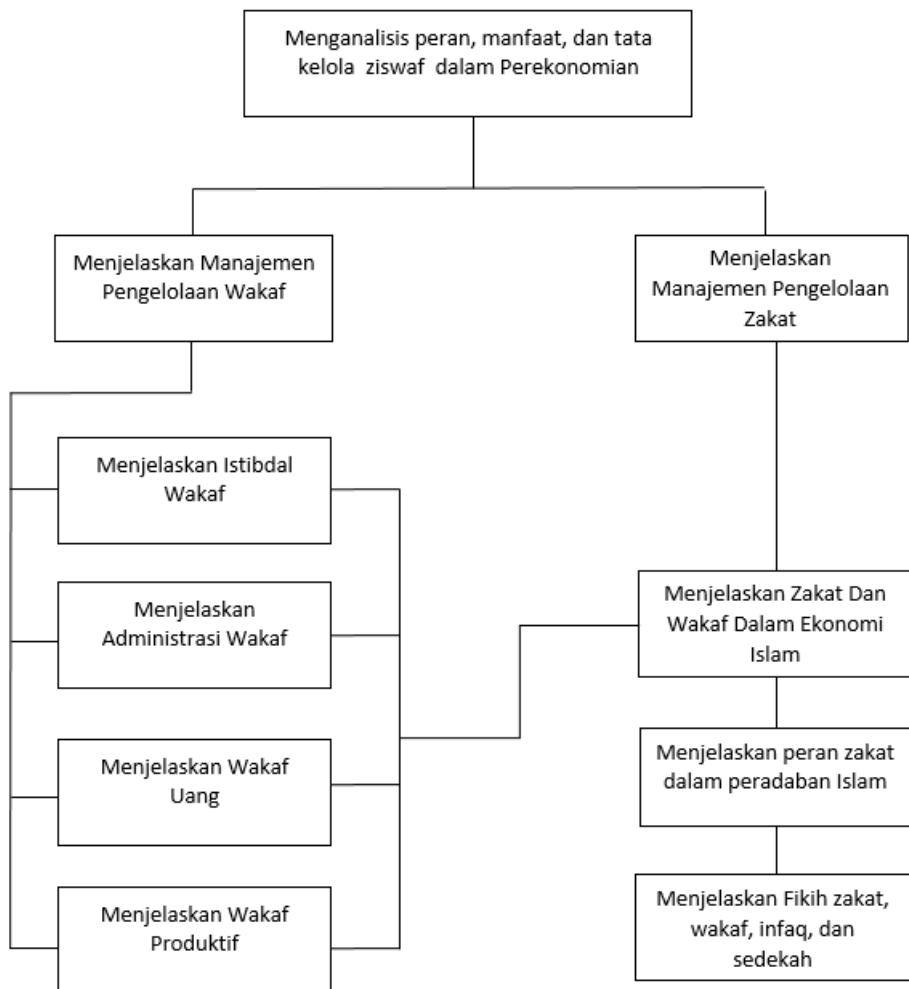 Menganalisis peran, manfaat, dan tata
kelola ziswaf dalam Perekonomian
Menjelaskan Manajemen
Pengelolaan Wakaf
Menjelaskan
Manajemen Pengelolaan
Zakat
Menjelaskan Istibdal
Wakaf
Menjelaskan
Administrasi Wakaf
Menjelaskan Zakat Dan
Wakaf Dalam Ekonomi
Islam
Menjelaskan Wakaf
Uang
Menjelaskan peran zakat
dalam peradaban Islam
Menjelaskan Wakaf
Produktif
Menjelaskan Fikih zakat,
wakaf, infaq, dan
sedekah